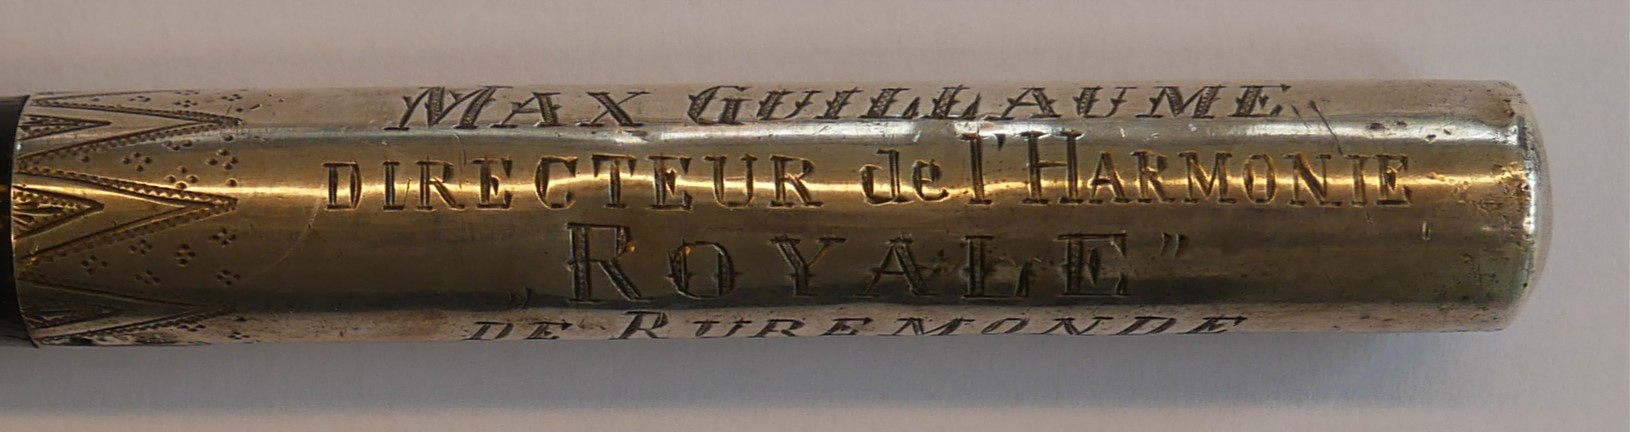 MAX GUILLAUME
DIRECTEUR de l'HARMONIE
„ROYALE”
DE RUREMONDE